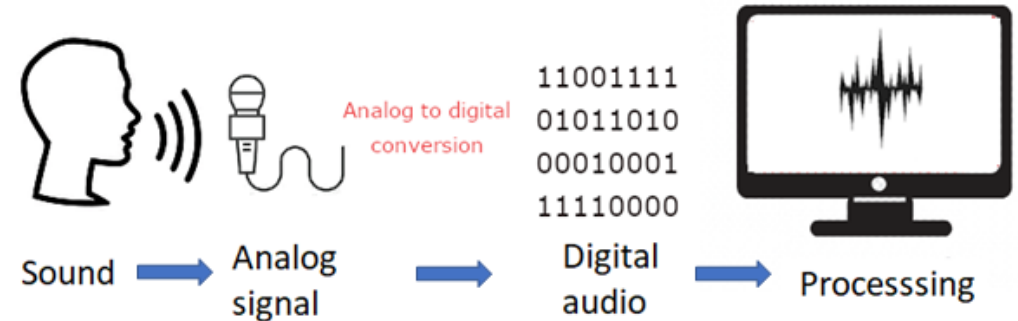 Analog to digital
conversion
11001111
01011010
00010001
11110000
Sound
Analog
signal
Digital
audio
Processsing